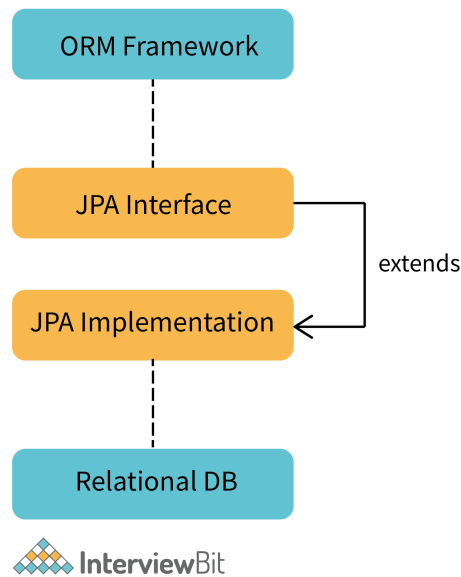 ORM Framework
JPA Interface
extends
JPA Implementation
Relational DB
InterviewBit